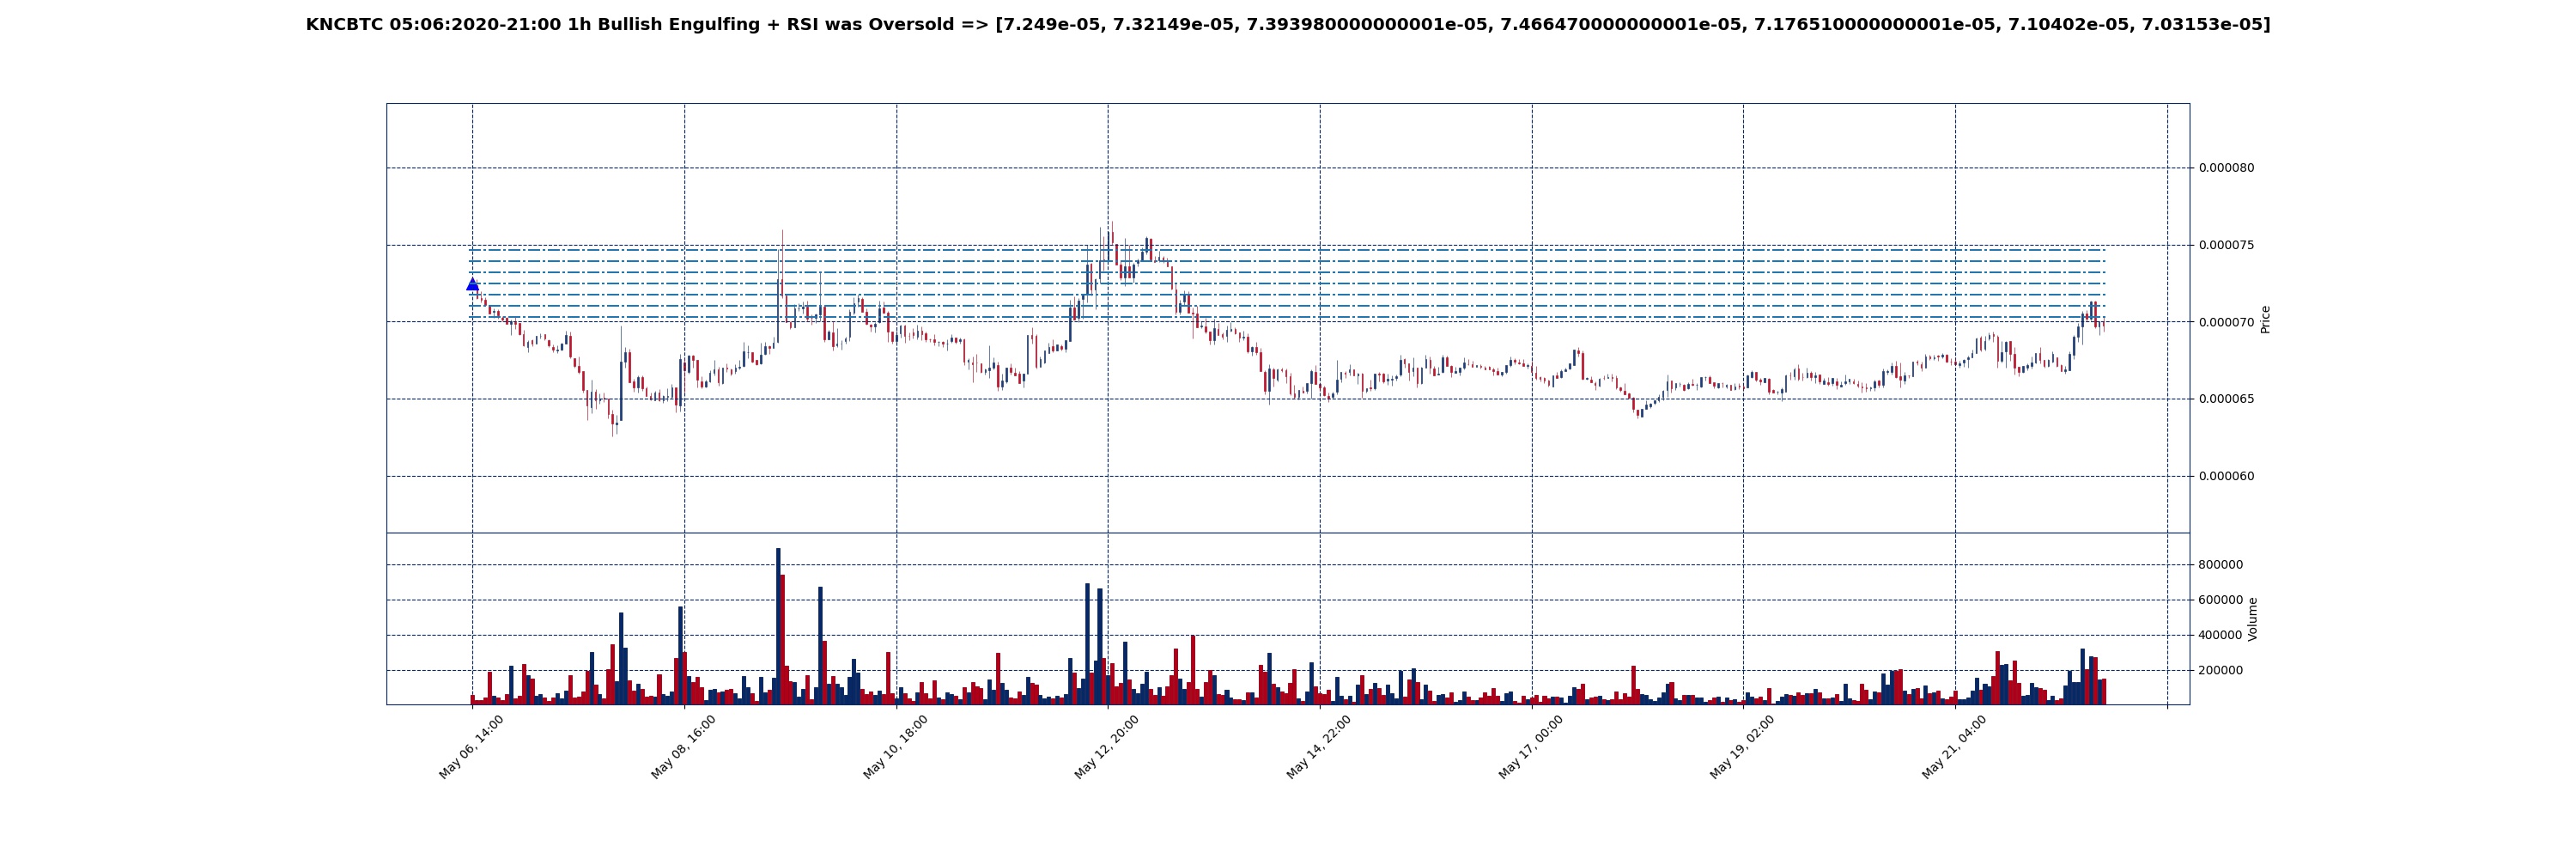 KNCBTC 05:06:2020-21:00 1h Bullish Engulfing + RSI was Oversold => [7.249e-05, 7.32149e-05, 7.393980000000001e-05, 7.466470000000001e-05, 7.176510000000001e-05, 7.10402e-05, 7.03153e-05]
0.000080
0.000075
0.000070
0.000065
0.000060
Price
800000
600000
400000
200000
Volume
May 06, 14:00
May 08, 16:00
May 10, 18:00
May 12, 20:00
May 14, 22:00
May 17, 00:00
May 19, 02:00
May 21, 04:00